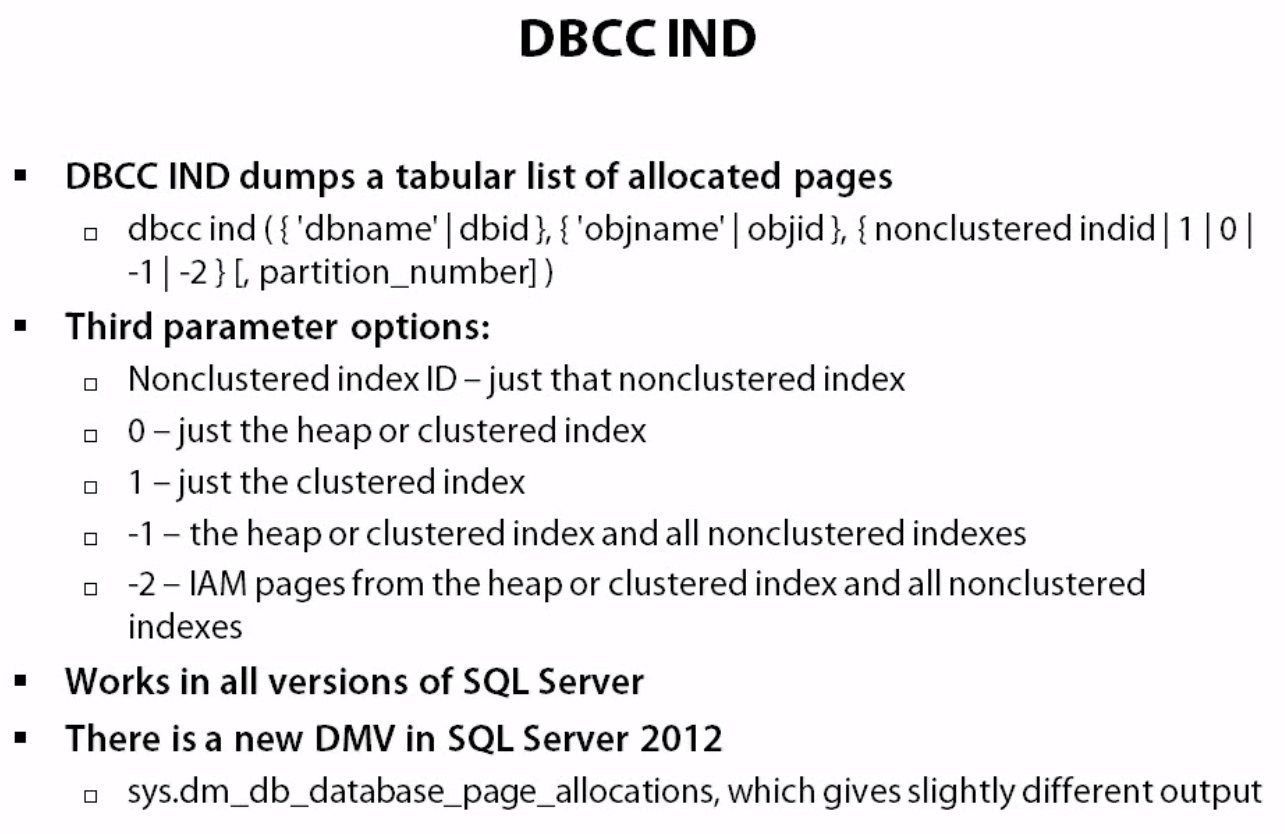 DBCC IND
▪ DBCC IND dumps a tabular list of allocated pages
▫ dbcc ind ( { 'dbname' | dbid }, { 'objname' | objid }, { nonclustered indid | 1 | 0 |
-1 | -2 } [, partition_number] )
▪ Third parameter options:
▫ Nonclustered index ID – just that nonclustered index
▫ 0 – just the heap or clustered index
▫ 1 – just the clustered index
▫ -1 – the heap or clustered index and all nonclustered indexes
▫ -2 – IAM pages from the heap or clustered index and all nonclustered
indexes
▪ Works in all versions of SQL Server
▪ There is a new DMV in SQL Server 2012
▫ sys.dm_db_database_page_allocations, which gives slightly different output